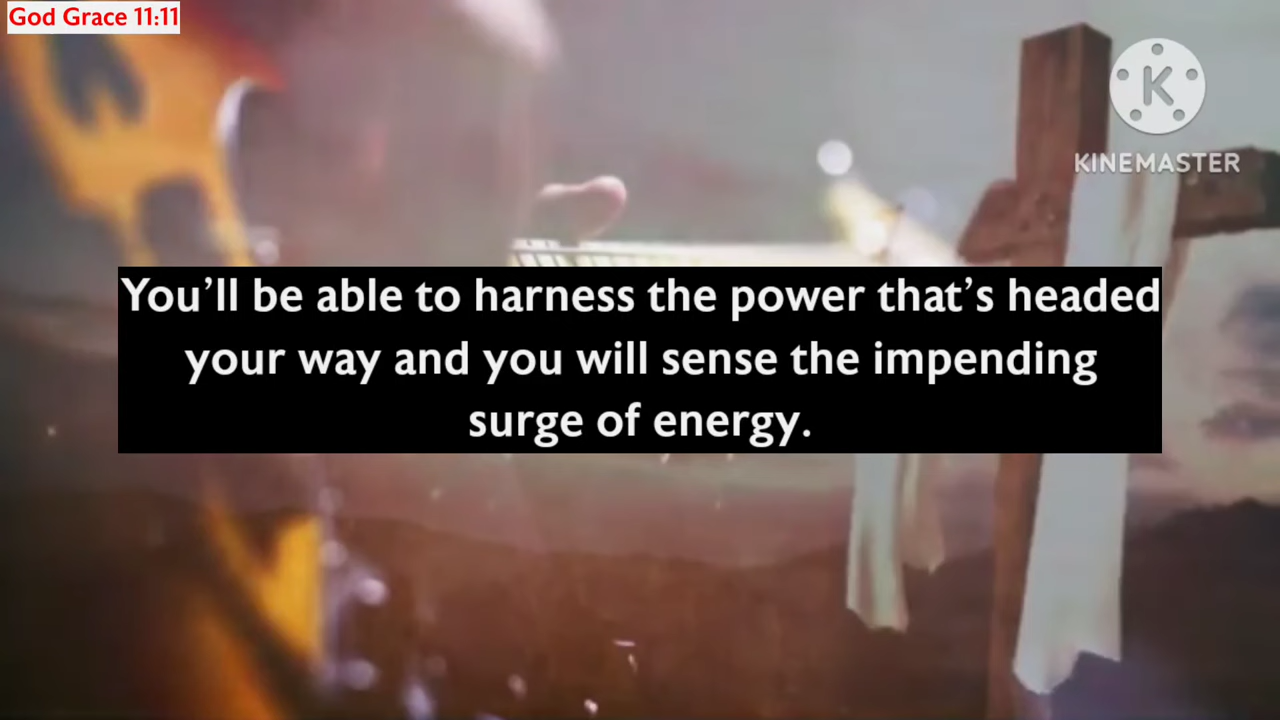 God Grace 11:11
K
KINEMASTER
You’ll be able to harness the power that’s headed
your way and you will sense the impending
surge of energy.